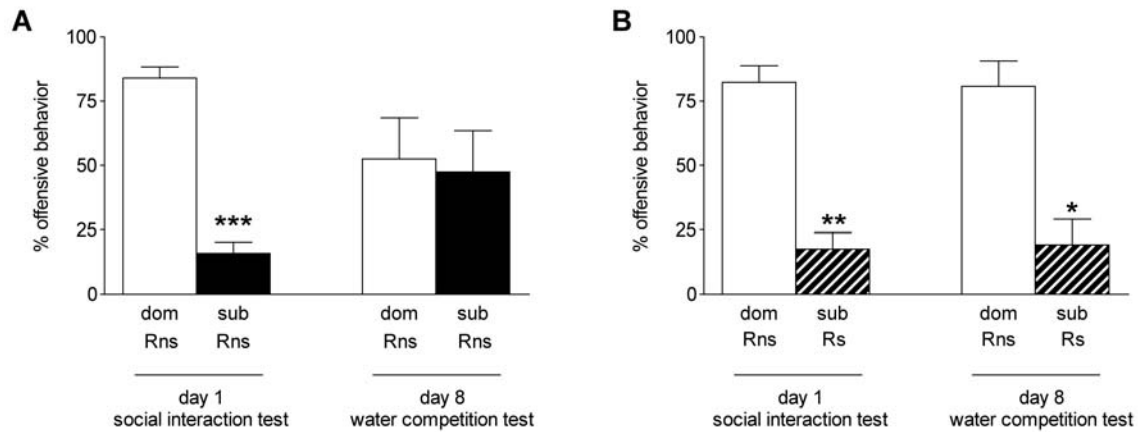 A
% offensive behavior
100
75
50
25
0
***
dom sub dom sub
Rns Rns Rns Rns
day 1 day 8
social interaction test water competition test
B
% offensive behavior
100
75
50
25
0
**
*
dom sub dom sub
Rns Rs Rns Rs
day 1 day 8
social interaction test water competition test